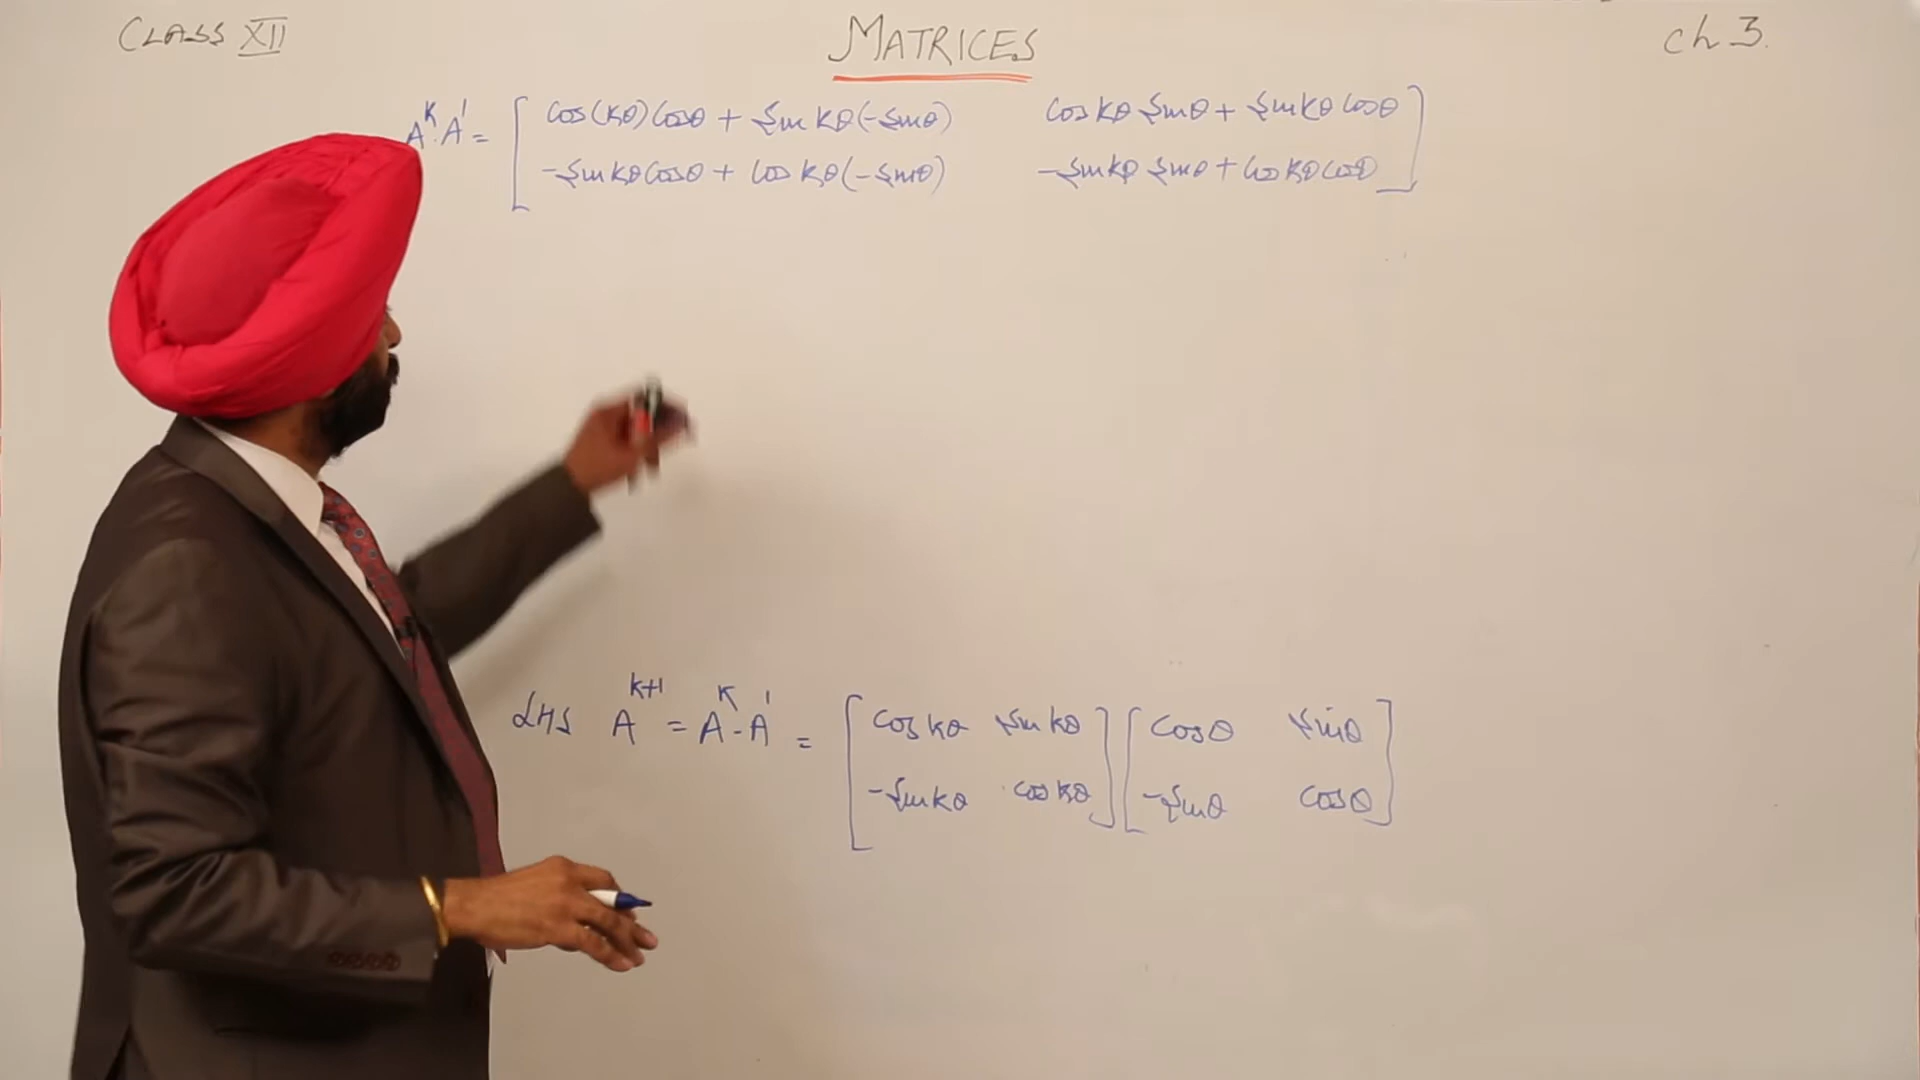 CLASS XII
MATRICES
Ch 3.
A^K.A^1 = [ Cos(Kθ)Cosθ + Sin Kθ(-Sinθ)   Cos Kθ Sinθ + Sin Kθ Cosθ ]
[ -Sin Kθ Cosθ + Cos Kθ(-Sinθ)   -Sin Kθ Sinθ + Cos Kθ Cosθ ]
LHS A^{K+1} = A^K - A^1 = [ Cos Kθ   Sin Kθ ] [ Cosθ   Sinθ ]
[ -Sin Kθ   Cos Kθ ] [ -Sinθ   Cosθ ]